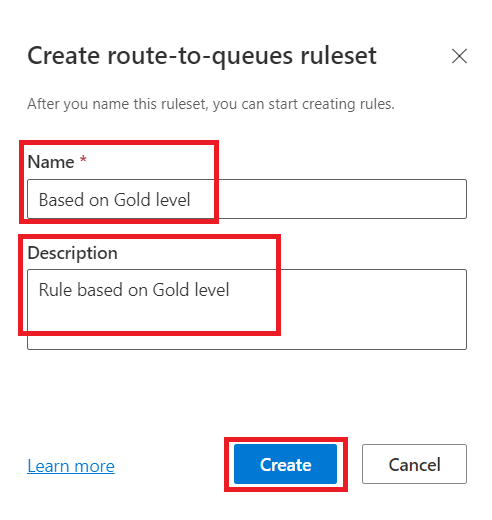 Create route-to-queues ruleset
After you name this ruleset, you can start creating rules.
Name *
Based on Gold level
Description
Rule based on Gold level
Learn more
Create
Cancel